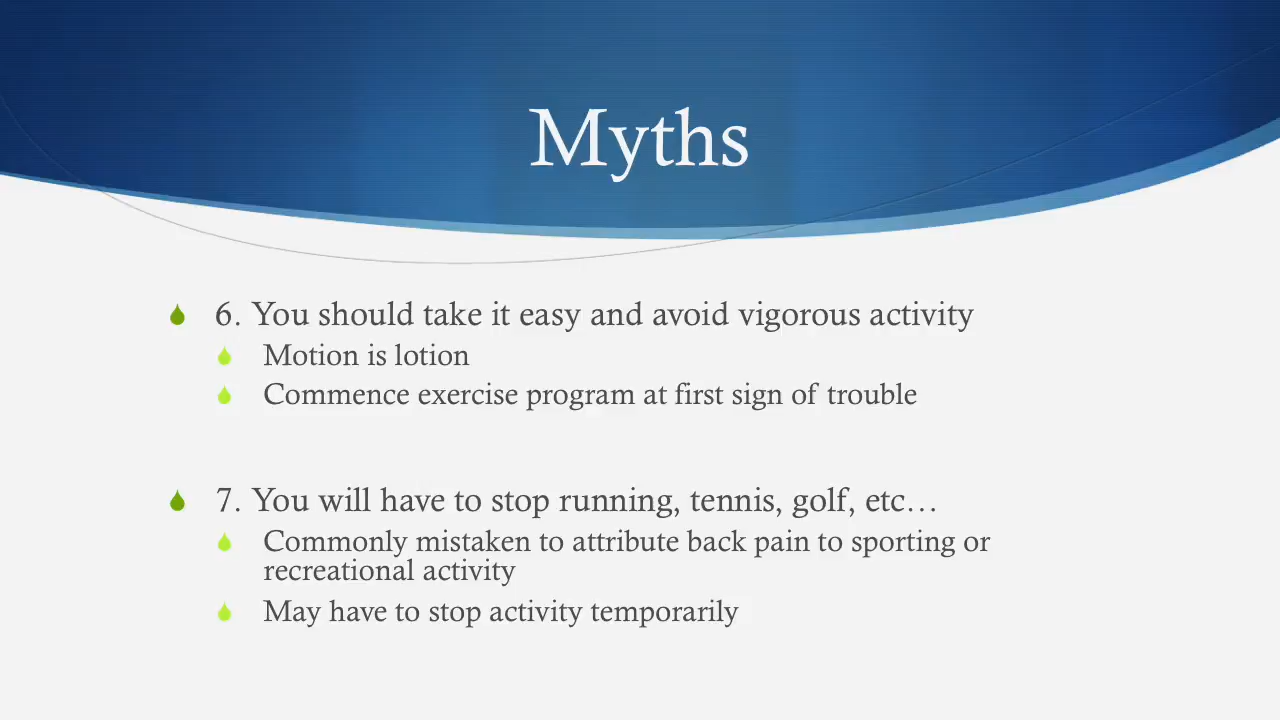 Myths
6. You should take it easy and avoid vigorous activity
Motion is lotion
Commence exercise program at first sign of trouble
7. You will have to stop running, tennis, golf, etc…
Commonly mistaken to attribute back pain to sporting or
recreational activity
May have to stop activity temporarily